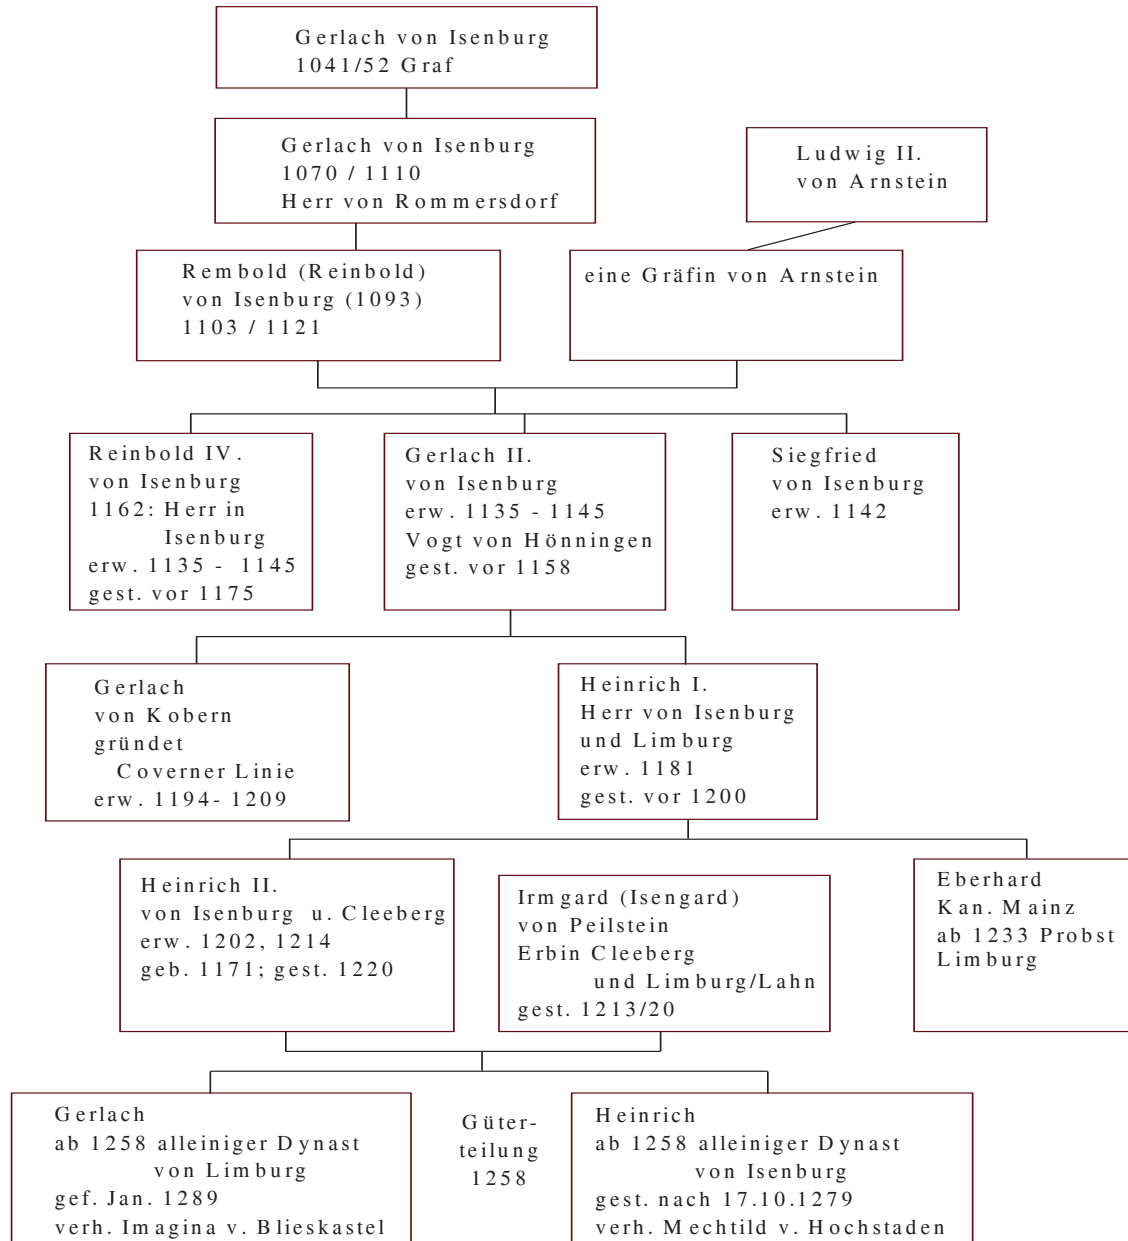 Gerlach von Isenburg
1041/52 Graf
Gerlach von Isenburg
1070 / 1110
Herr von Rommersdorf
Ludwig II.
von Arnstein
Rembold (Reinbold)
von Isenburg (1093)
1103 / 1121
eine Gräfin von Arnstein
Reinbold IV.
von Isenburg
1162: Herr in
Isenburg
erw. 1135 - 1145
gest. vor 1175
Gerlach II.
von Isenburg
erw. 1135 - 1145
Vogt von Hönningen
gest. vor 1158
Siegfried
von Isenburg
erw. 1142
Gerlach
von Kobern
gründet
Coverner Linie
erw. 1194- 1209
Heinrich I.
Herr von Isenburg
und Limburg
erw. 1181
gest. vor 1200
Heinrich II.
von Isenburg u. Cleeberg
erw. 1202, 1214
geb. 1171; gest. 1220
Irmgard (Isengard)
von Peilstein
Erbin Cleeberg
und Limburg/Lahn
gest. 1213/20
Eberhard
Kan. Mainz
ab 1233 Probst
Limburg
Gerlach
ab 1258 alleiniger Dynast
von Limburg
gef. Jan. 1289
verh. Imagina v. Blieskastel
Güter-
teilung
1258
Heinrich
ab 1258 alleiniger Dynast
von Isenburg
gest. nach 17.10.1279
verh. Mechtild v. Hochstaden